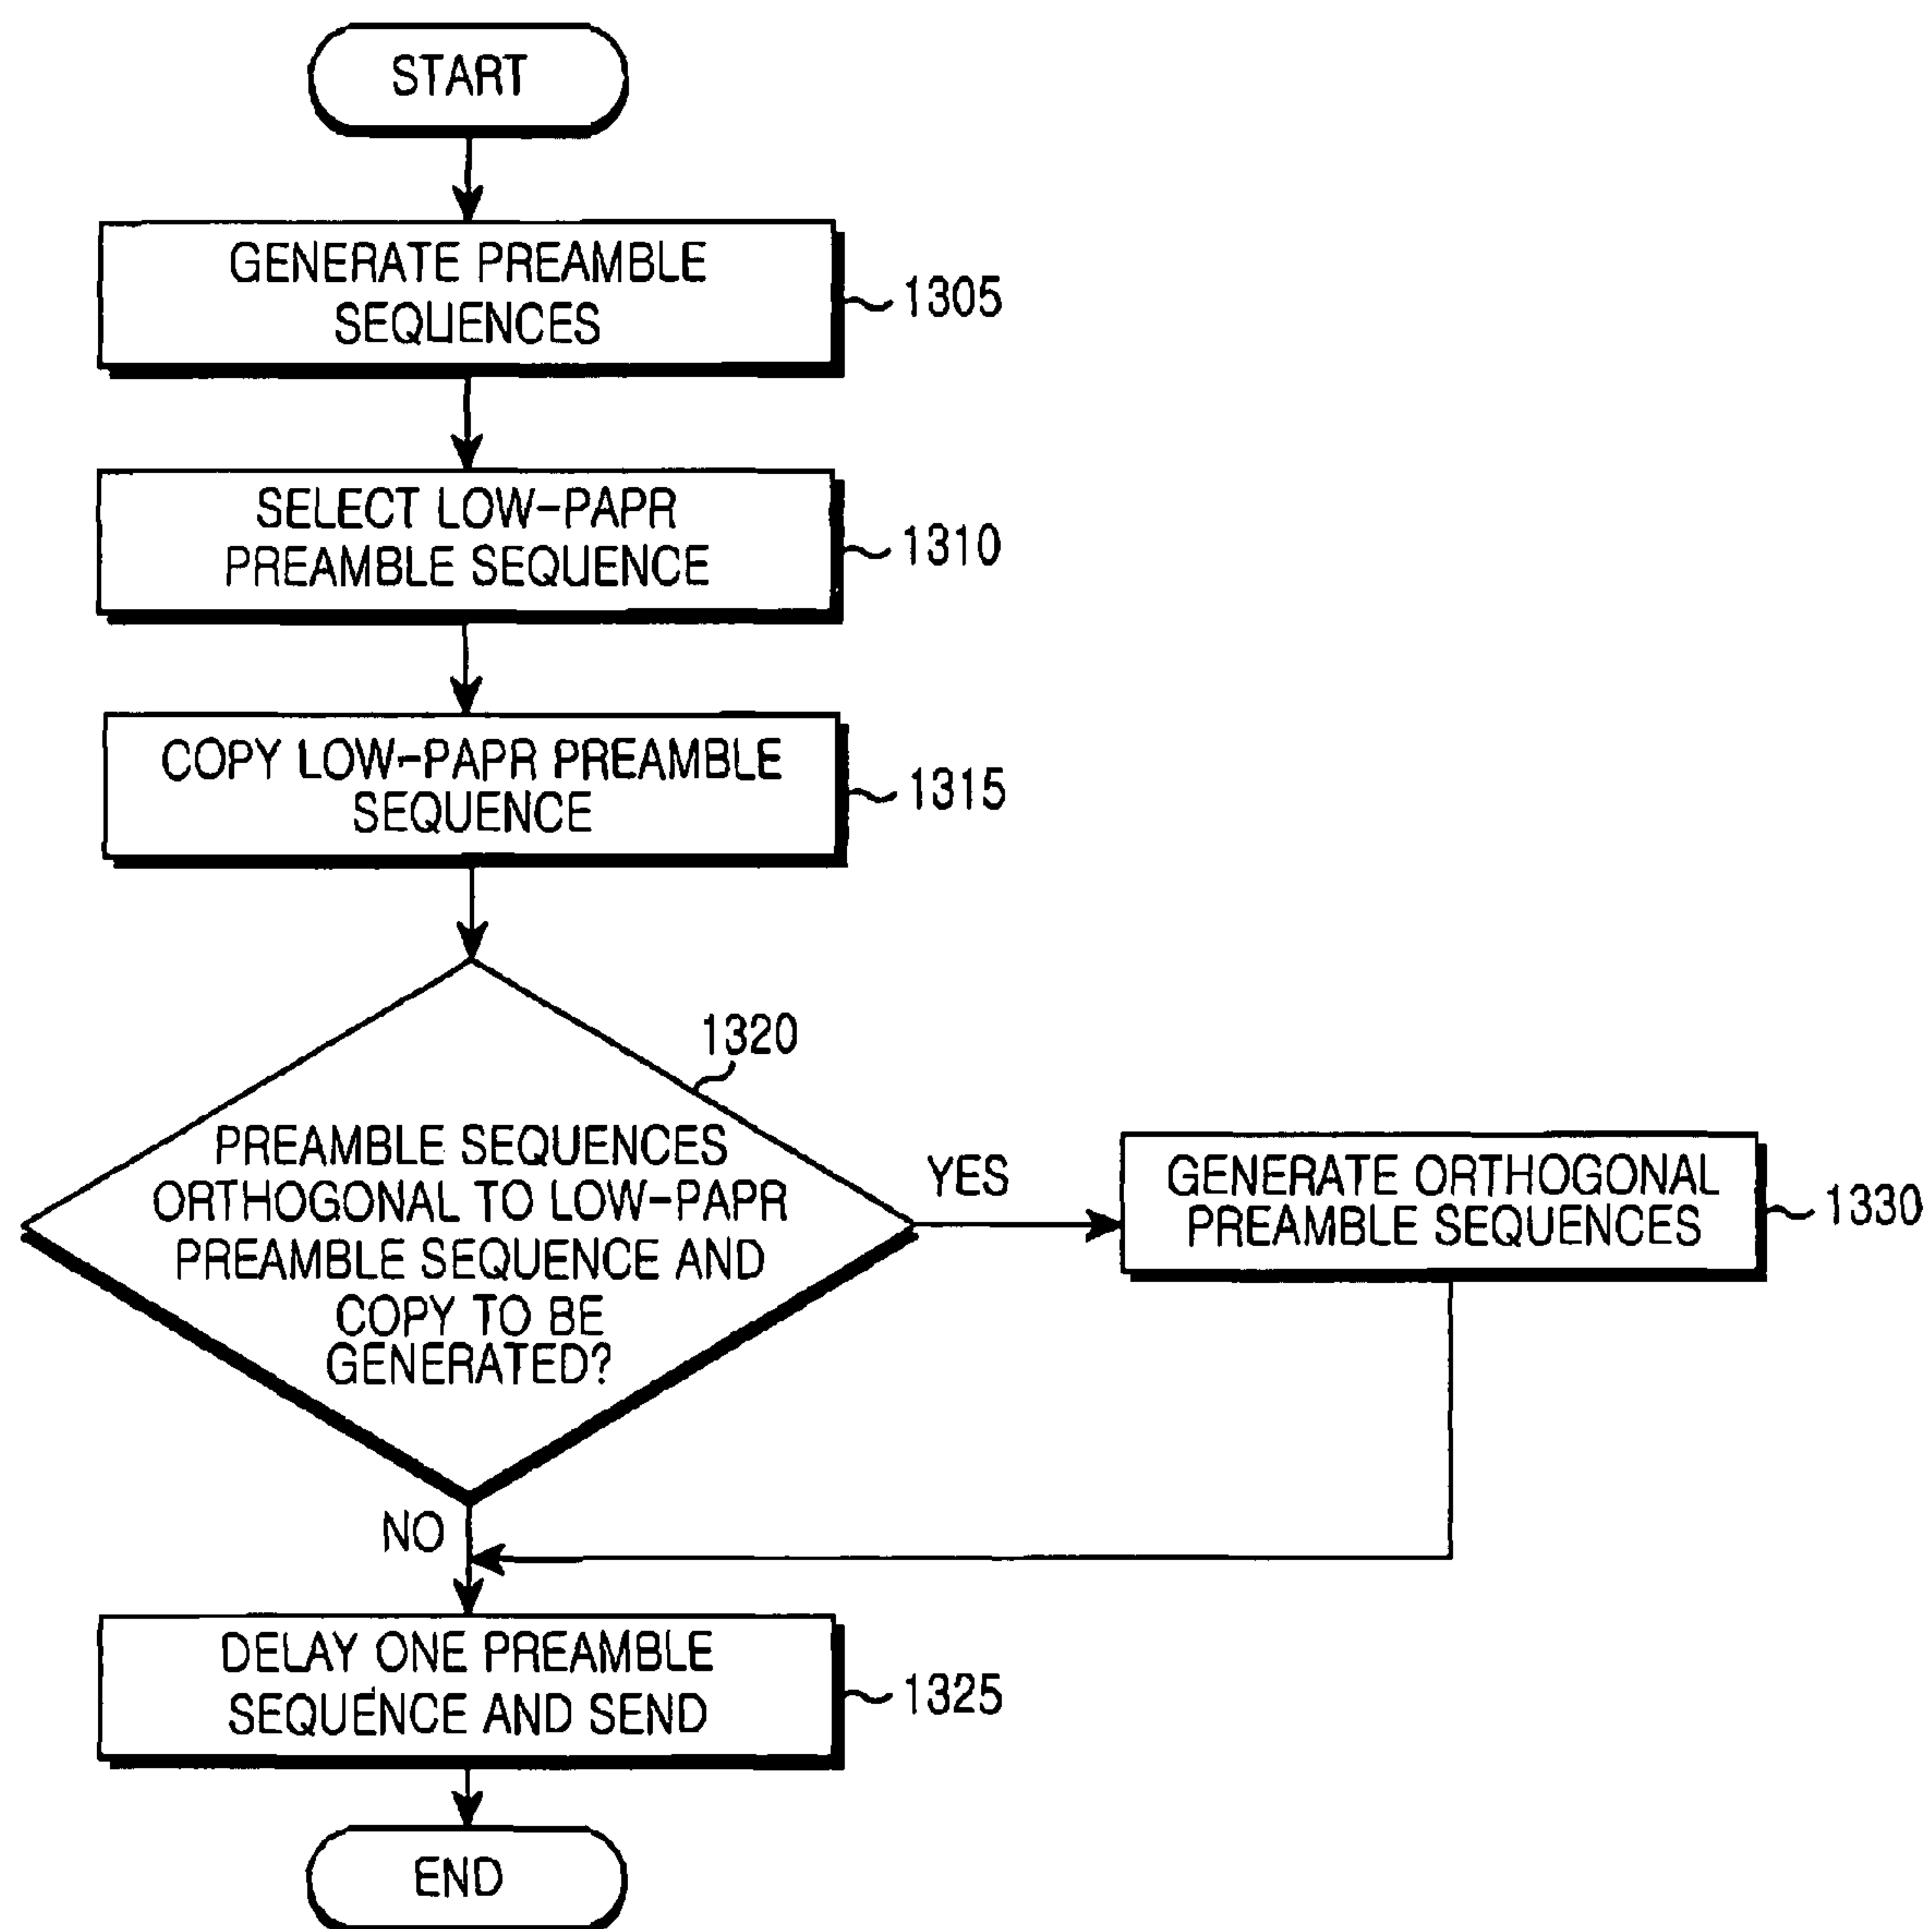 START
GENERATE PREAMBLE
SEQUENCES
1305
SELECT LOW-PAPR
PREAMBLE SEQUENCE
1310
COPY LOW-PAPR PREAMBLE
SEQUENCE
1315
1320
PREAMBLE SEQUENCES
ORTHOGONAL TO LOW-PAPR
PREAMBLE SEQUENCE AND
COPY TO BE
GENERATED?
YES
GENERATE ORTHOGONAL
PREAMBLE SEQUENCES
1330
NO
DELAY ONE PREAMBLE
SEQUENCE AND SEND
1325
END